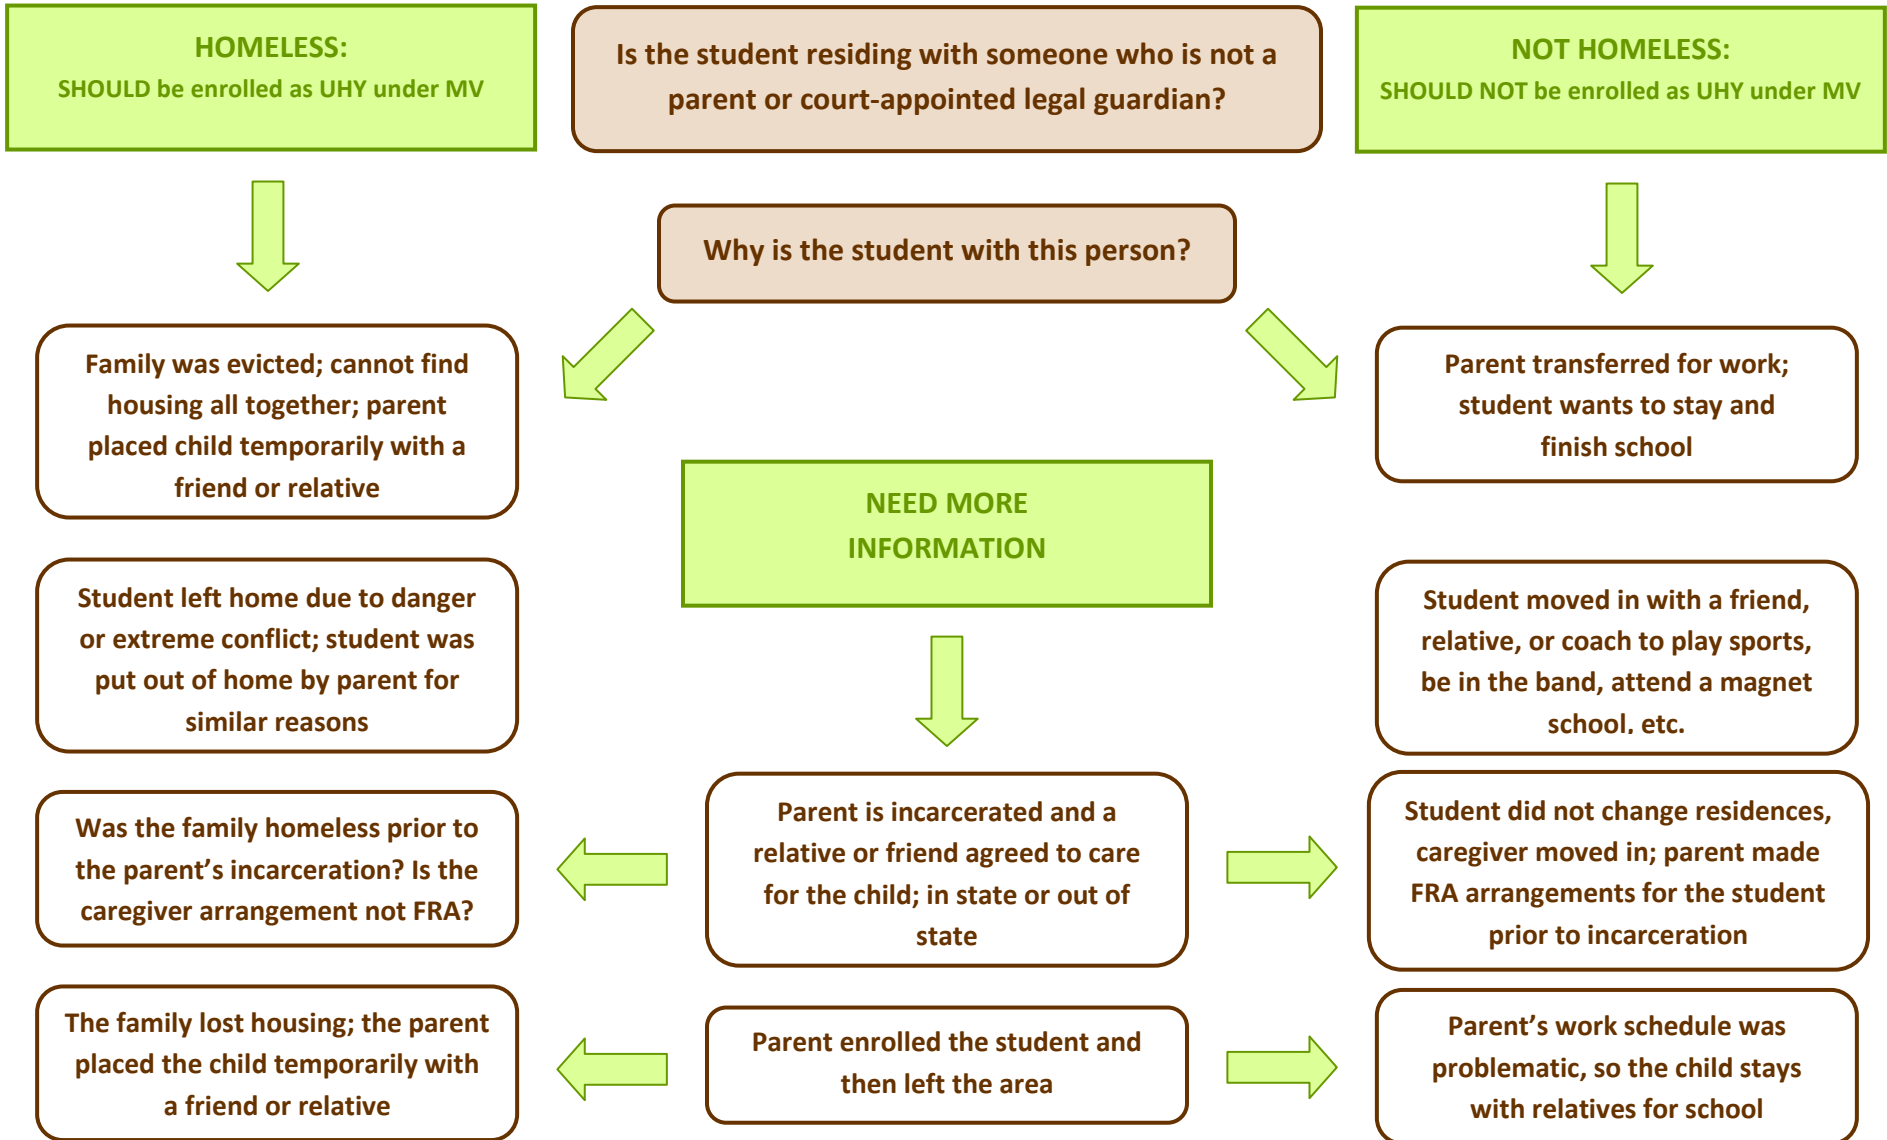 HOMELESS:
SHOULD be enrolled as UHY under MV
Is the student residing with someone who is not a
parent or court-appointed legal guardian?
NOT HOMELESS:
SHOULD NOT be enrolled as UHY under MV
Why is the student with this person?
Family was evicted; cannot find
housing all together; parent
placed child temporarily with a
friend or relative
Parent transferred for work;
student wants to stay and
finish school
NEED MORE
INFORMATION
Student left home due to danger
or extreme conflict; student was
put out of home by parent for
similar reasons
Student moved in with a friend,
relative, or coach to play sports,
be in the band, attend a magnet
school, etc.
Was the family homeless prior to
the parent’s incarceration? Is the
caregiver arrangement not FRA?
Parent is incarcerated and a
relative or friend agreed to care
for the child; in state or out of
state
Student did not change residences,
caregiver moved in; parent made
FRA arrangements for the student
prior to incarceration
The family lost housing; the parent
placed the child temporarily with
a friend or relative
Parent enrolled the student and
then left the area
Parent’s work schedule was
problematic, so the child stays
with relatives for school